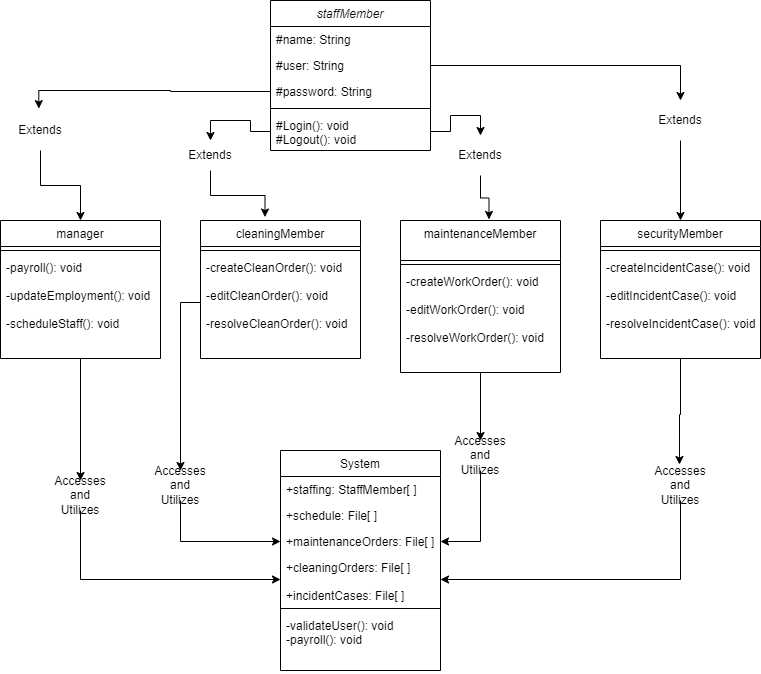 staffMember
#name: String
#user: String
#password: String
#Login(): void
#Logout(): void
Extends
Extends
Extends
Extends
manager
-payroll(): void
-updateEmployment(): void
-scheduleStaff(): void
cleaningMember
-createCleanOrder(): void
-editCleanOrder(): void
-resolveCleanOrder(): void
maintenanceMember
-createWorkOrder(): void
-editWorkOrder(): void
-resolveWorkOrder(): void
securityMember
-createIncidentCase(): void
-editIncidentCase(): void
-resolveIncidentCase(): void
Accesses
and
Utilizes
Accesses
and
Utilizes
Accesses
and
Utilizes
Accesses
and
Utilizes
System
+staffing: StaffMember[ ]
+schedule: File[ ]
+maintenanceOrders: File[ ]
+cleaningOrders: File[ ]
+incidentCases: File[ ]
-validateUser(): void
-payroll(): void